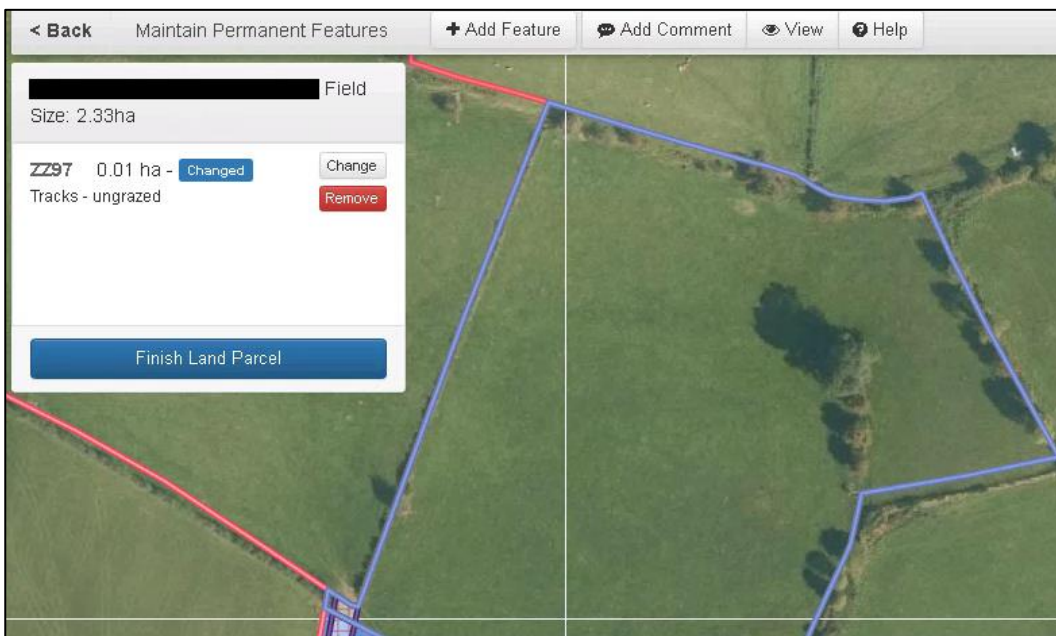 < Back Maintain Permanent Features Add Feature Add Comment View Help
Field
Size: 2.33ha
ZZ97 0.01 ha - Changed Change
Tracks - ungrazed Remove
Finish Land Parcel